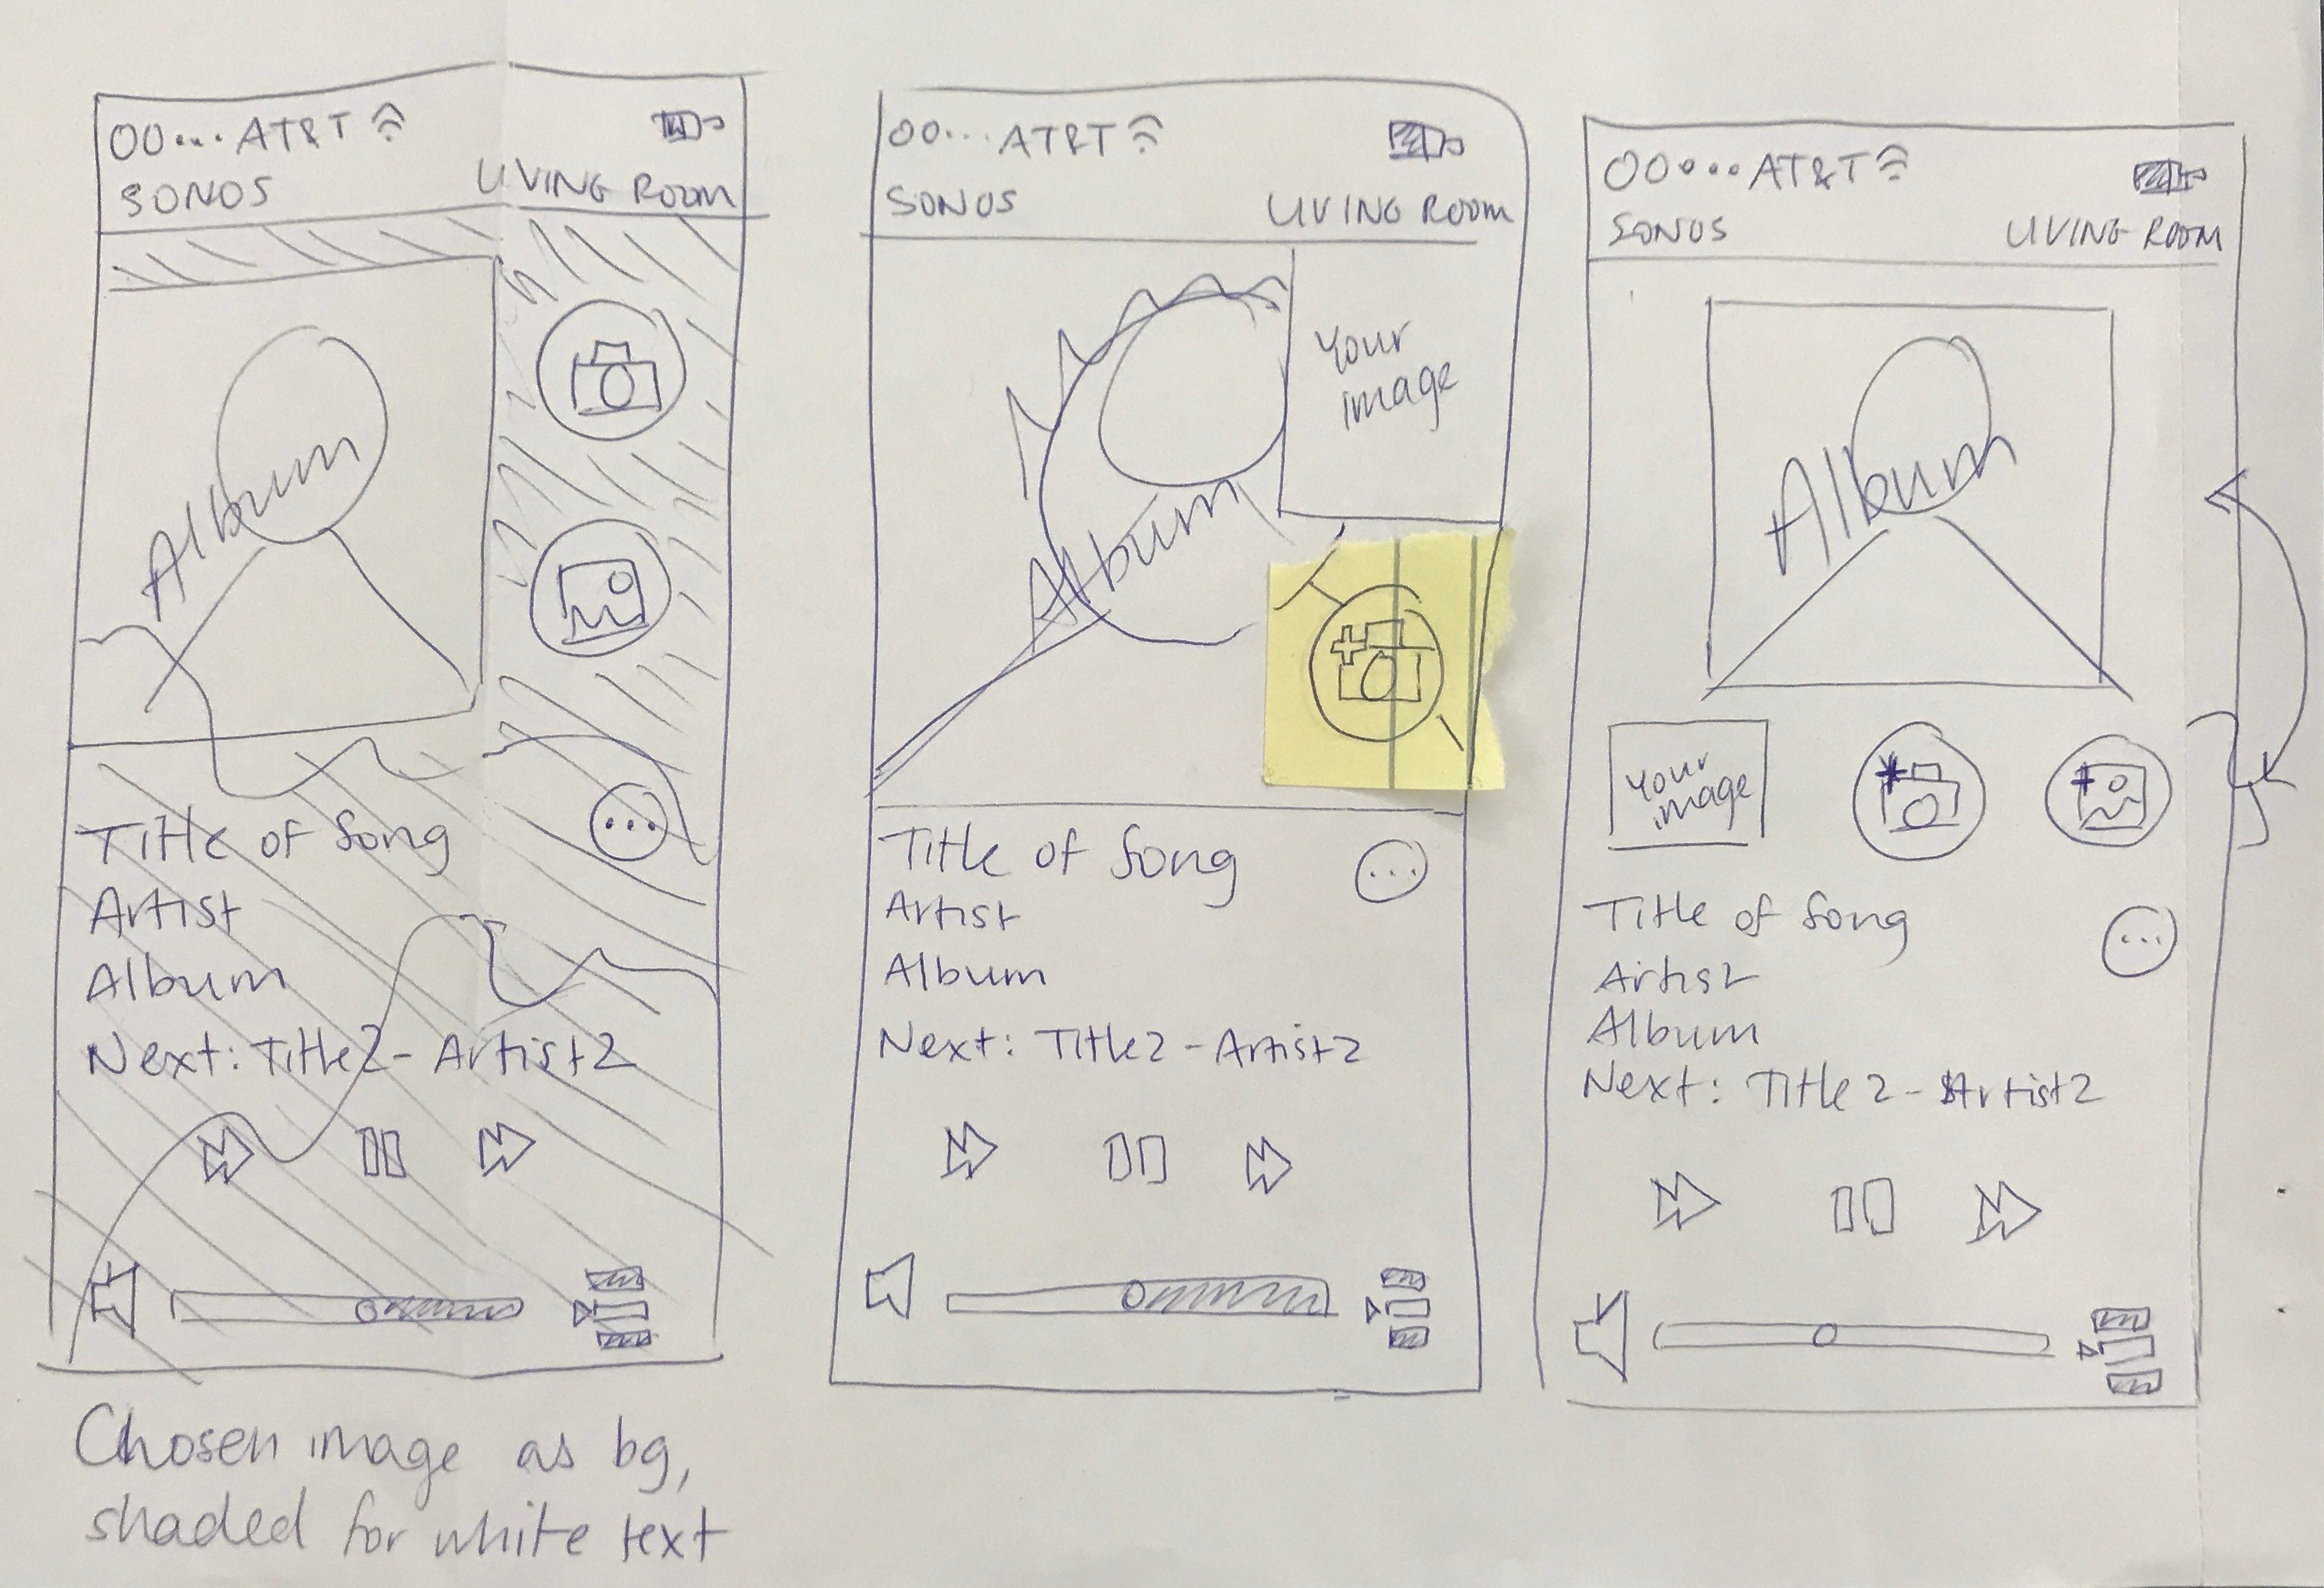 OO... AT&T
SONOS LIVING ROOM
Album
Title of Song
...
Artist
Album
Next: Title2 - Artist2
Chosen image as bg,
shaded for white text
OO... AT&T
SONOS LIVING ROOM
Your
image
Album
Title of Song
...
Artist
Album
Next: Title2 - Artist2
OO... AT&T
SONOS LIVING ROOM
Album
Your
image
Title of Song
...
Artist
Album
Next: Title 2 - Artist2